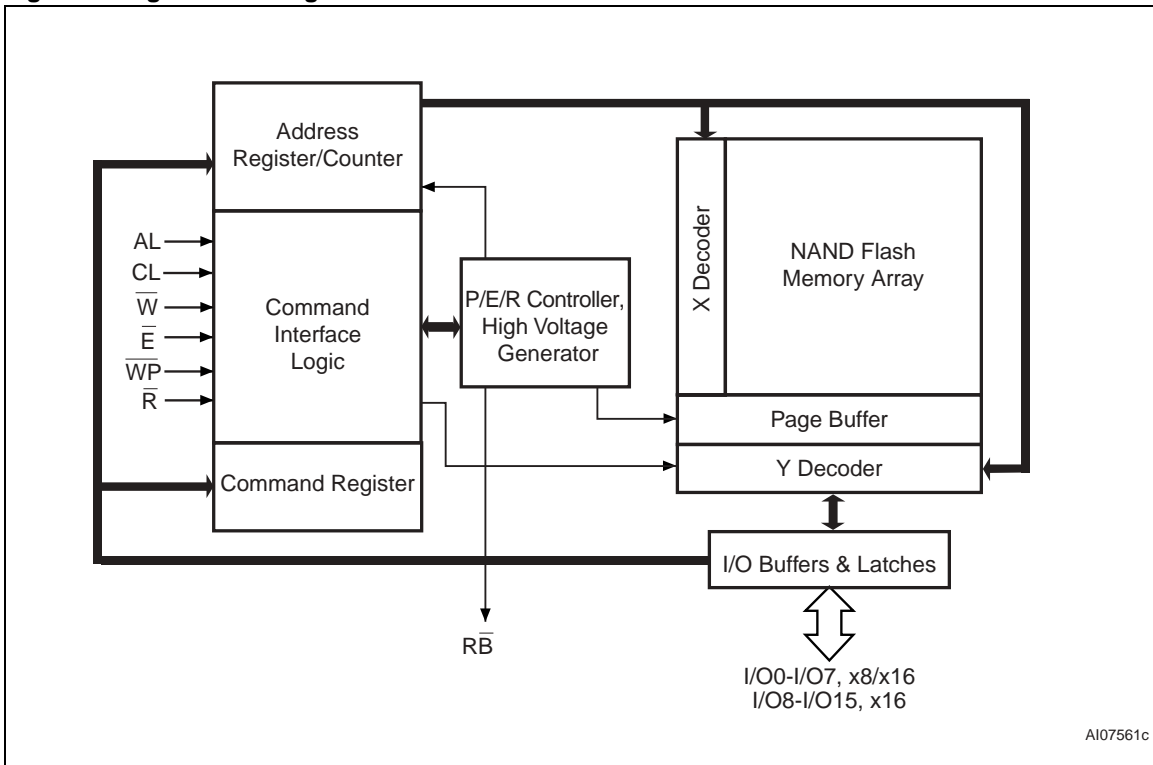 Address
Register/Counter
AL
CL
W̅
E̅
W̅P̅
R̅
Command
Interface
Logic
Command Register
P/E/R Controller,
High Voltage
Generator
X Decoder
NAND Flash
Memory Array
Page Buffer
Y Decoder
I/O Buffers & Latches
RB̅
I/O0-I/O7, x8/x16
I/O8-I/O15, x16
AI07561c